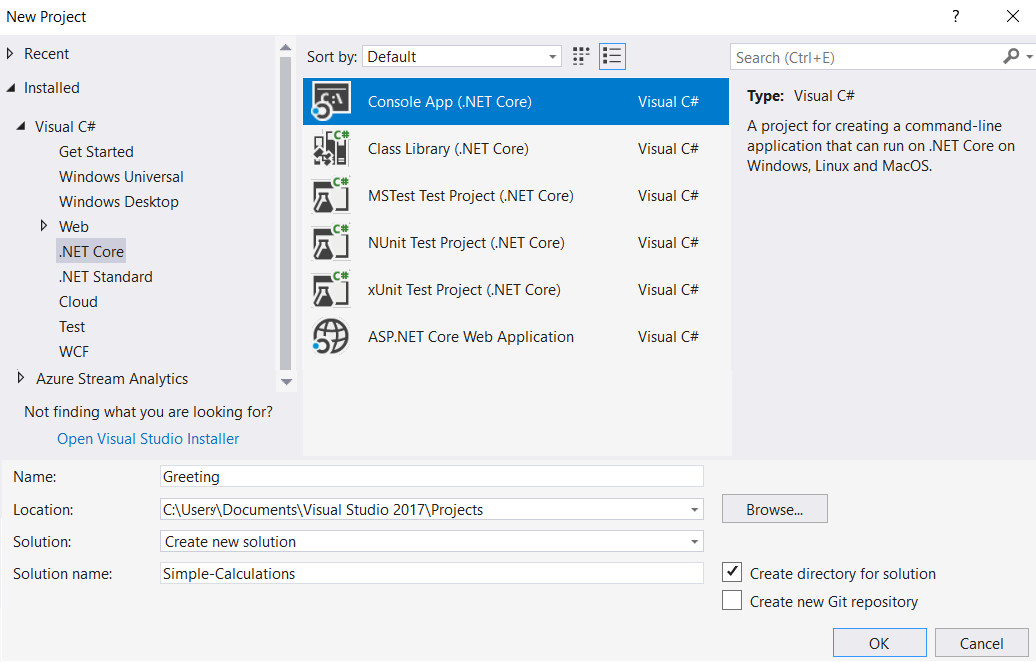 New Project
?
Recent
Installed
Visual C#
Get Started
Windows Universal
Windows Desktop
Web
.NET Core
.NET Standard
Cloud
Test
WCF
Azure Stream Analytics
Not finding what you are looking for?
Open Visual Studio Installer
Sort by: Default
Console App (.NET Core) Visual C#
Class Library (.NET Core) Visual C#
MSTest Test Project (.NET Core) Visual C#
NUnit Test Project (.NET Core) Visual C#
xUnit Test Project (.NET Core) Visual C#
ASP.NET Core Web Application Visual C#
Search (Ctrl+E)
Type: Visual C#
A project for creating a command-line
application that can run on .NET Core on
Windows, Linux and MacOS.
Name: Greeting
Location: C:\Users\Documents\Visual Studio 2017\Projects Browse...
Solution: Create new solution
Solution name: Simple-Calculations
Create directory for solution
Create new Git repository
OK Cancel